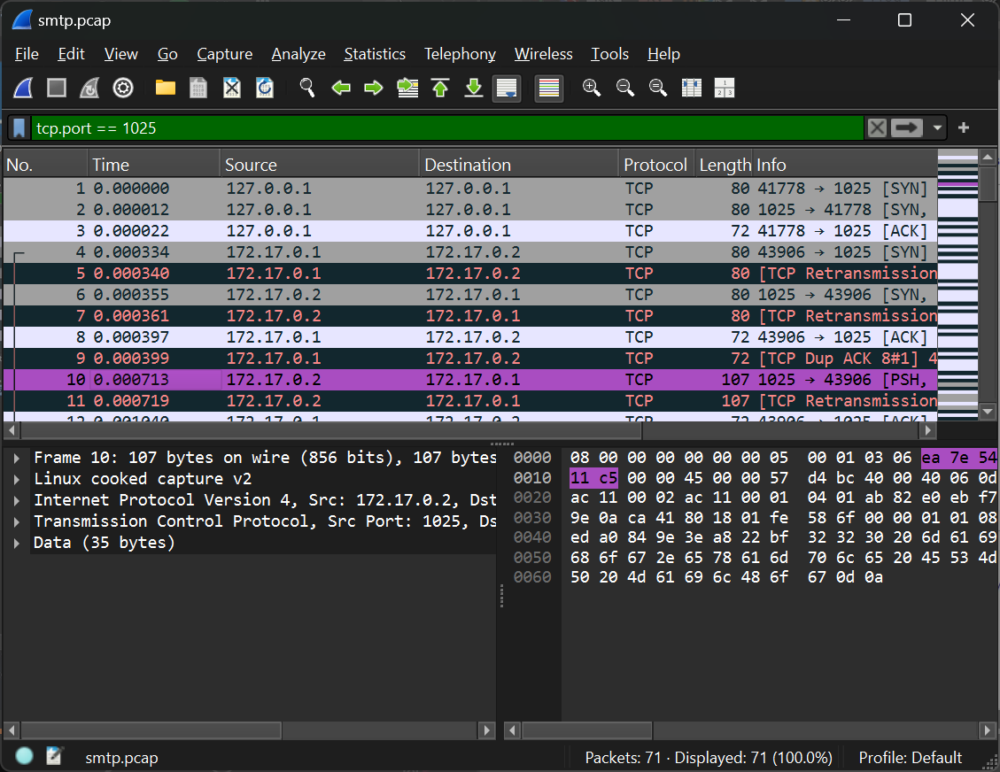 smtp.pcap
File Edit View Go Capture Analyze Statistics Telephony Wireless Tools Help
tcp.port == 1025
No. Time Source Destination Protocol Length Info
1 0.000000 127.0.0.1 127.0.0.1 TCP 80 41778 → 1025 [SYN]
2 0.000012 127.0.0.1 127.0.0.1 TCP 80 1025 → 41778 [SYN,
3 0.000022 127.0.0.1 127.0.0.1 TCP 72 41778 → 1025 [ACK]
4 0.000334 172.17.0.1 172.17.0.2 TCP 80 43906 → 1025 [SYN]
5 0.000340 172.17.0.1 172.17.0.2 TCP 80 [TCP Retransmission
6 0.000355 172.17.0.2 172.17.0.1 TCP 80 1025 → 43906 [SYN,
7 0.000361 172.17.0.2 172.17.0.1 TCP 80 [TCP Retransmission
8 0.000397 172.17.0.1 172.17.0.2 TCP 72 43906 → 1025 [ACK]
9 0.000399 172.17.0.1 172.17.0.2 TCP 72 [TCP Dup ACK 8#1] 4
10 0.000713 172.17.0.2 172.17.0.1 TCP 107 1025 → 43906 [PSH,
11 0.000719 172.17.0.2 172.17.0.1 TCP 107 [TCP Retransmission
12 0.001040 172.17.0.1 172.17.0.2 TCP 72 43906 → 1025 [ACK]
Frame 10: 107 bytes on wire (856 bits), 107 bytes
Linux cooked capture v2
Internet Protocol Version 4, Src: 172.17.0.2, Dst
Transmission Control Protocol, Src Port: 1025, Ds
Data (35 bytes)
0000 08 00 00 00 00 00 00 05 00 01 03 06 ea 7e 54
0010 11 c5 00 00 45 00 00 57 d4 bc 40 00 40 06 0d
0020 ac 11 00 02 ac 11 00 01 04 01 ab 82 e0 eb f7
0030 9e 0a ca 41 80 18 01 fe 58 6f 00 00 01 01 08
0040 ed a0 84 9e 3e a8 22 bf 32 32 30 20 6d 61 69
0050 68 6f 67 2e 65 78 61 6d 70 6c 65 20 45 53 4d
0060 50 20 4d 61 69 6c 48 6f 67 0d 0a
smtp.pcap Packets: 71 · Displayed: 71 (100.0%) Profile: Default